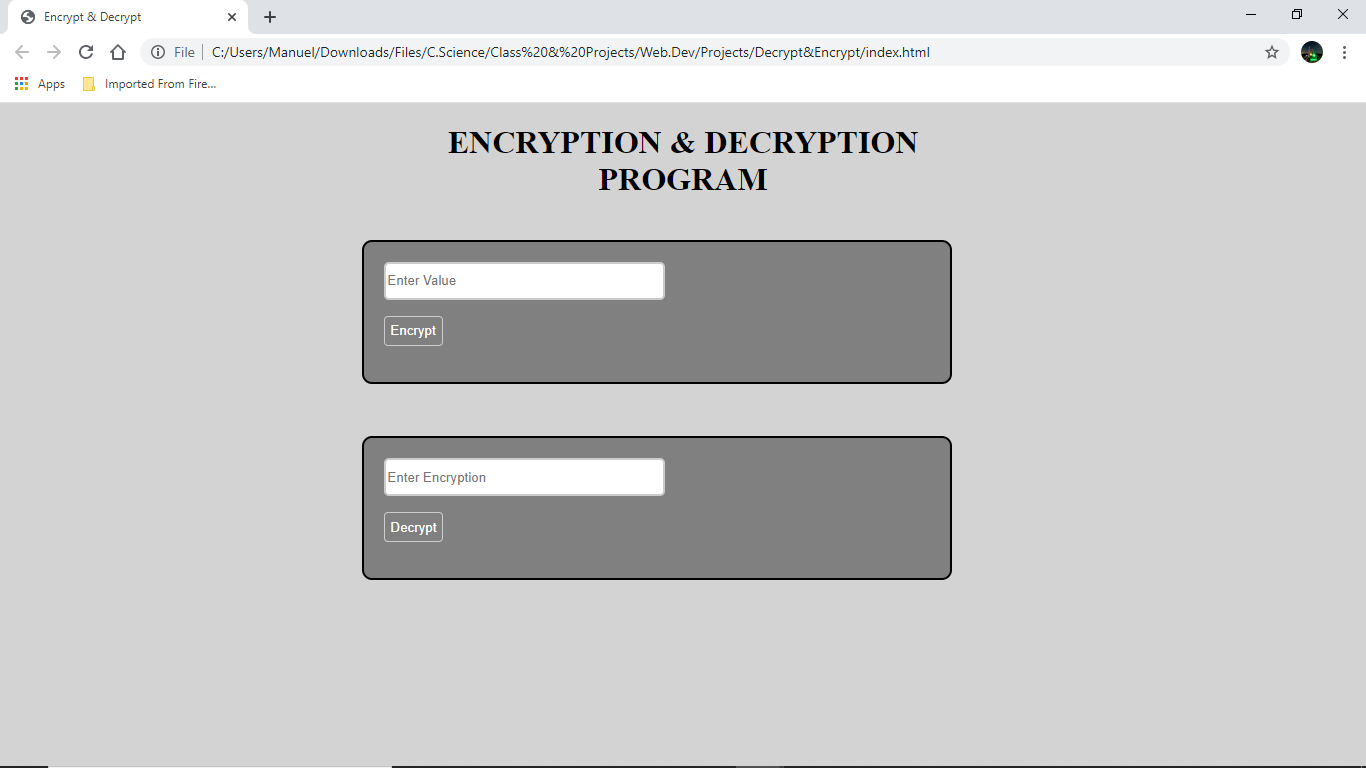 Encrypt & Decrypt
File C:/Users/Manuel/Downloads/Files/C.Science/Class%20&%20Projects/Web.Dev/Projects/Decrypt&Encrypt/index.html
Apps Imported From Fire...
ENCRYPTION & DECRYPTION
PROGRAM
Enter Value
Encrypt
Enter Encryption
Decrypt